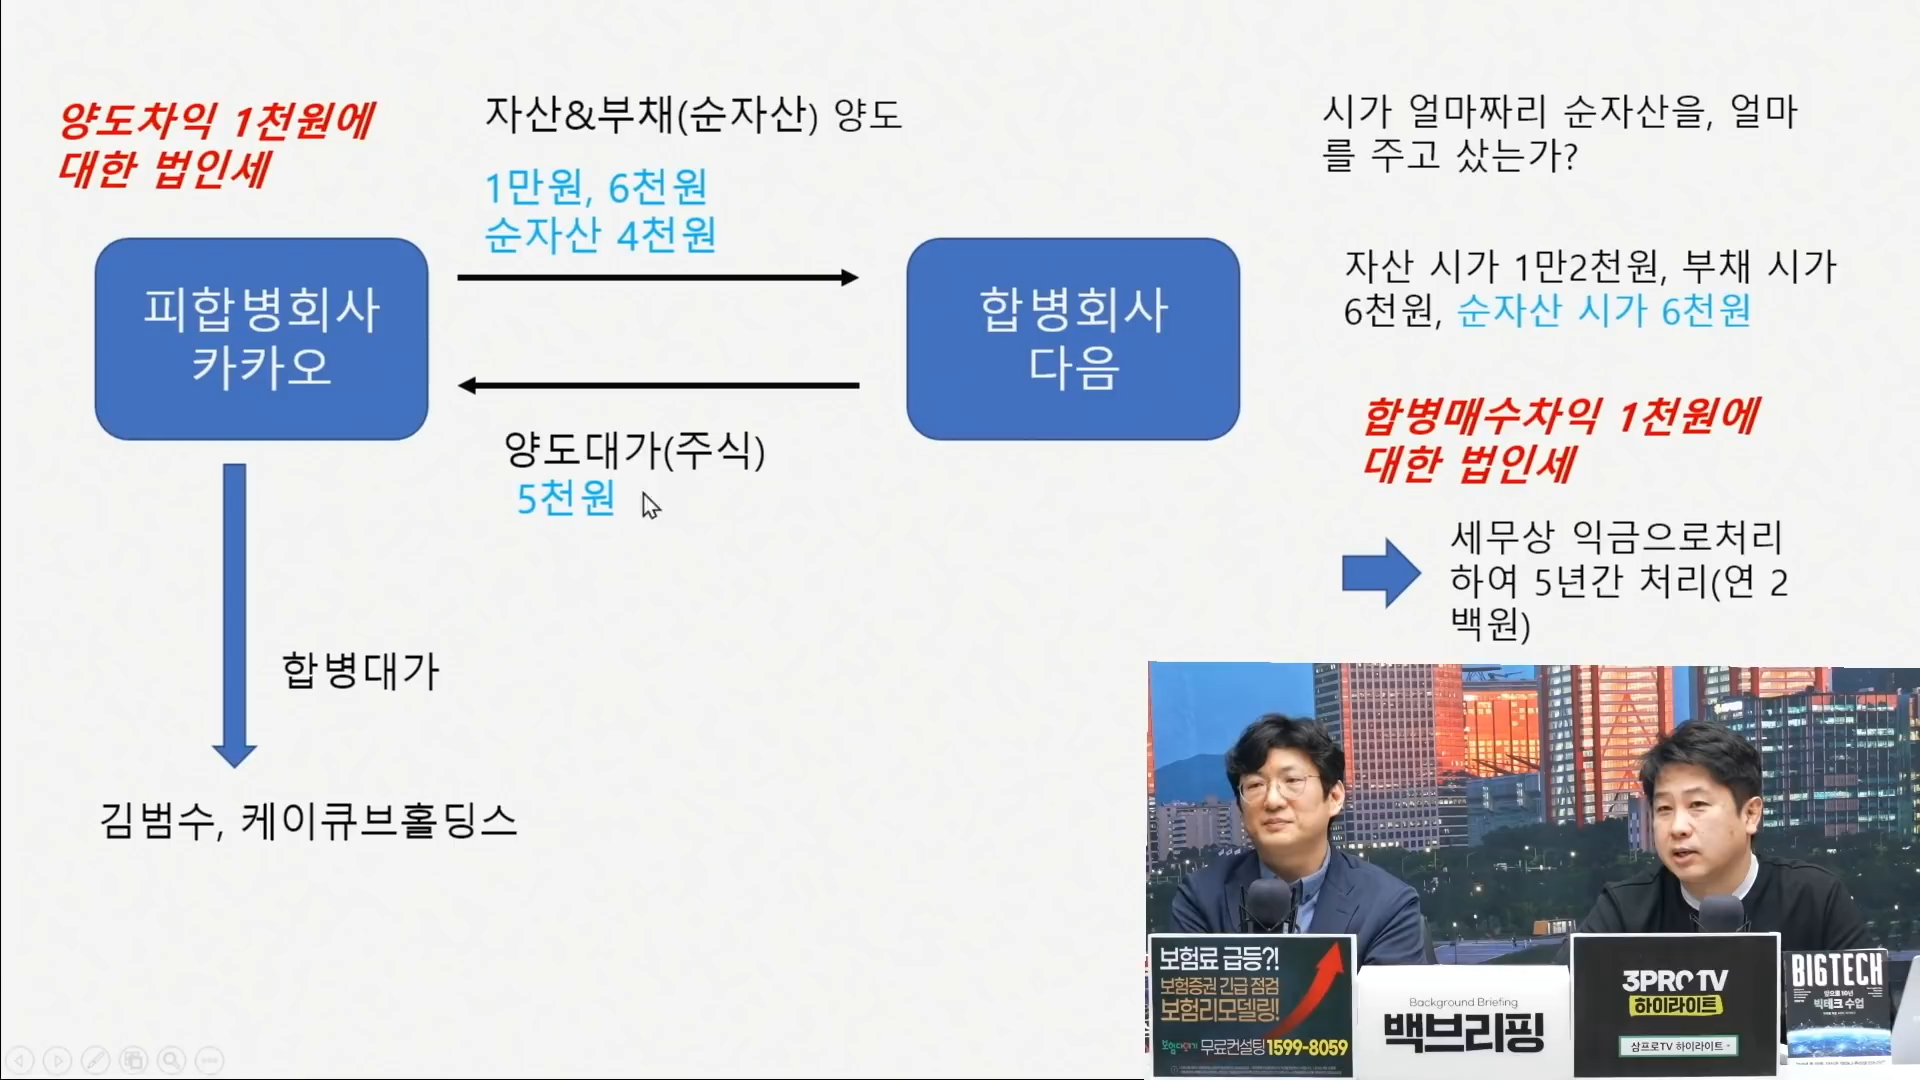 양도차익 1천원에
대한 법인세
자산&부채(순자산) 양도
1만원, 6천원
순자산 4천원
피합병회사
카카오
합병회사
다음
양도대가(주식)
5천원
합병대가
김범수, 케이큐브홀딩스
시가 얼마짜리 순자산을, 얼마
를 주고 샀는가?
자산 시가 1만2천원, 부채 시가
6천원, 순자산 시가 6천원
합병매수차익 1천원에
대한 법인세
세무상 익금으로처리
하여 5년간 처리(연 2
백원)
보험료 급등?!
보험증권 긴급 점검
보험리모델링!
무료컨설팅 1599-8059
Background Briefing
백브리핑
3PRO TV
하이라이트
삼프로TV 하이라이트
BIGTECH
빅테크 수업